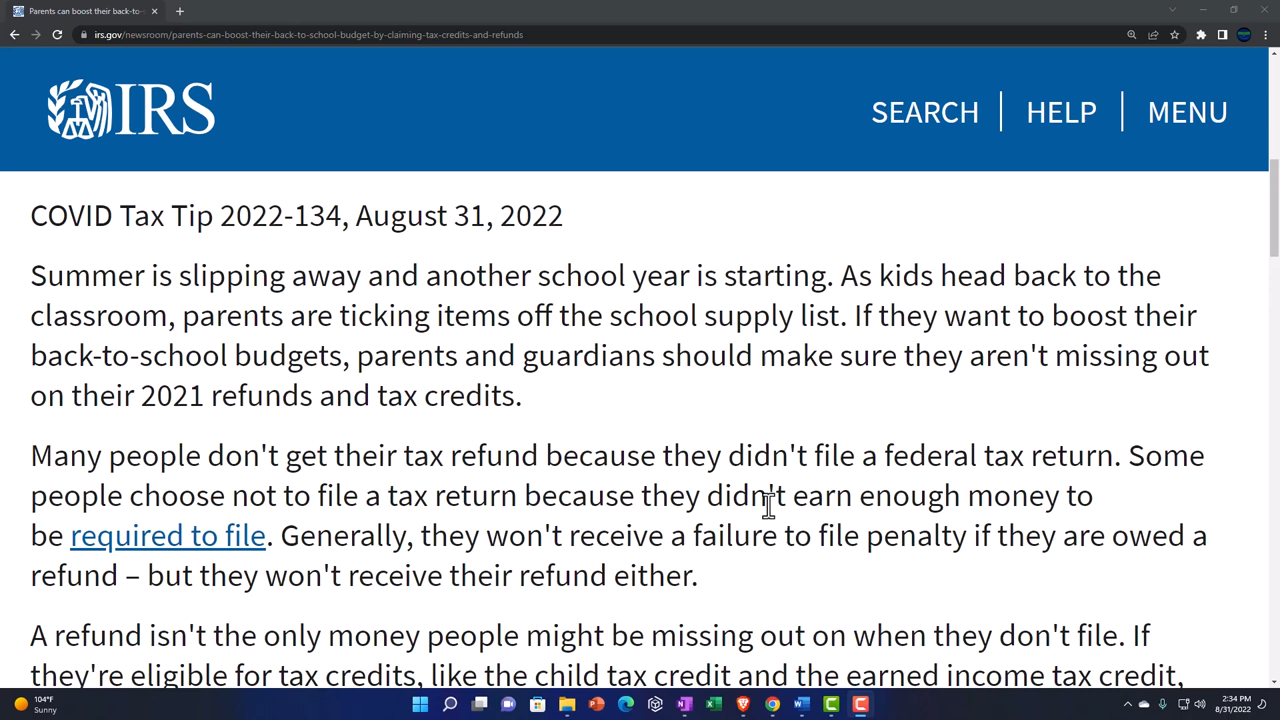 Parents can boost their back-to-
irs.gov/newsroom/parents-can-boost-their-back-to-school-budget-by-claiming-tax-credits-and-refunds
IRS
SEARCH HELP MENU
COVID Tax Tip 2022-134, August 31, 2022
Summer is slipping away and another school year is starting. As kids head back to the
classroom, parents are ticking items off the school supply list. If they want to boost their
back-to-school budgets, parents and guardians should make sure they aren't missing out
on their 2021 refunds and tax credits.
Many people don't get their tax refund because they didn't file a federal tax return. Some
people choose not to file a tax return because they didn't earn enough money to
be required to file. Generally, they won't receive a failure to file penalty if they are owed a
refund – but they won't receive their refund either.
A refund isn't the only money people might be missing out on when they don't file. If
they're eligible for tax credits, like the child tax credit and the earned income tax credit,
104°F
Sunny
2:34 PM
8/31/2022